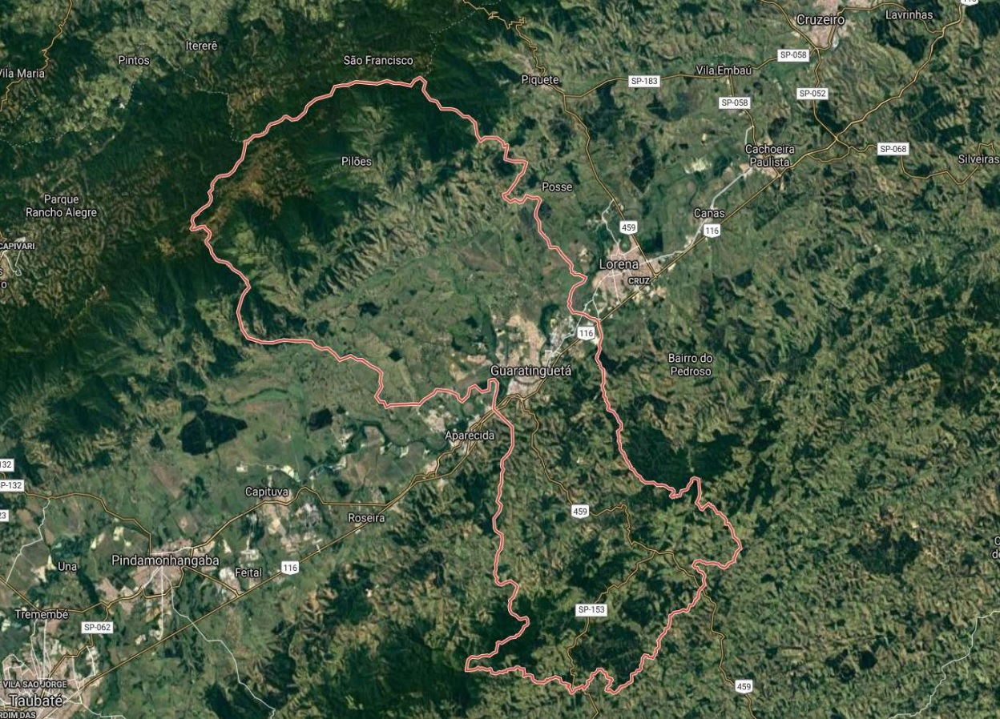 Cruzeiro
Lavrinhas
Itererê
Pintos
São Francisco
SP-058
Vila Maria
Piquete
SP-183
Vila Embaú
SP-052
SP-058
Cachoeira
Paulista
SP-068
Silveiras
Pilões
Posse
Parque
Rancho Alegre
Canas
459
116
CAPIVARI
Lorena
CRUZ
116
Bairro do
Pedroso
Guaratinguetá
Aparecida
132
SP-132
Capituva
459
Roseira
Pindamonhangaba
Una
116
Feital
SP-153
Tremembé
SP-062
VILA SAO JORGE
459
Taubaté
JARDIM DAS